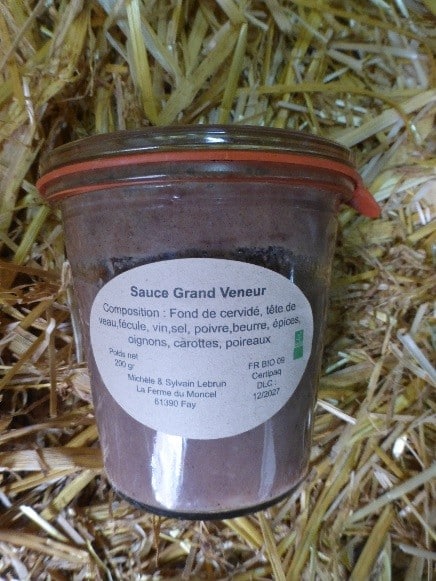 Sauce Grand Veneur
Composition : Fond de cervidé, tête de
veau,fécule, vin,sel, poivre,beurre, épices,
oignons, carottes, poireaux
Poids net
200 gr
Michèle & Sylvain Lebrun
La Ferme du Moncel
61390 Fay
FR BIO 09
Certipaq
DLC :
12/2027